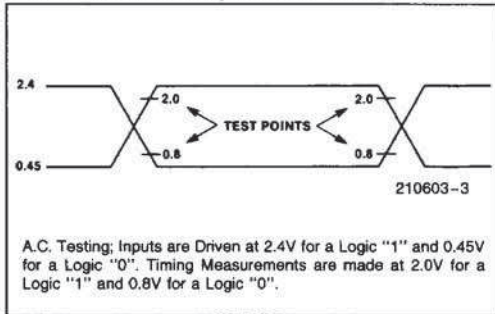 2.4
2.0
TEST POINTS
2.0
0.8
0.8
0.45
210603-3
A.C. Testing; Inputs are Driven at 2.4V for a Logic "1" and 0.45V
for a Logic "0". Timing Measurements are made at 2.0V for a
Logic "1" and 0.8V for a Logic "0".